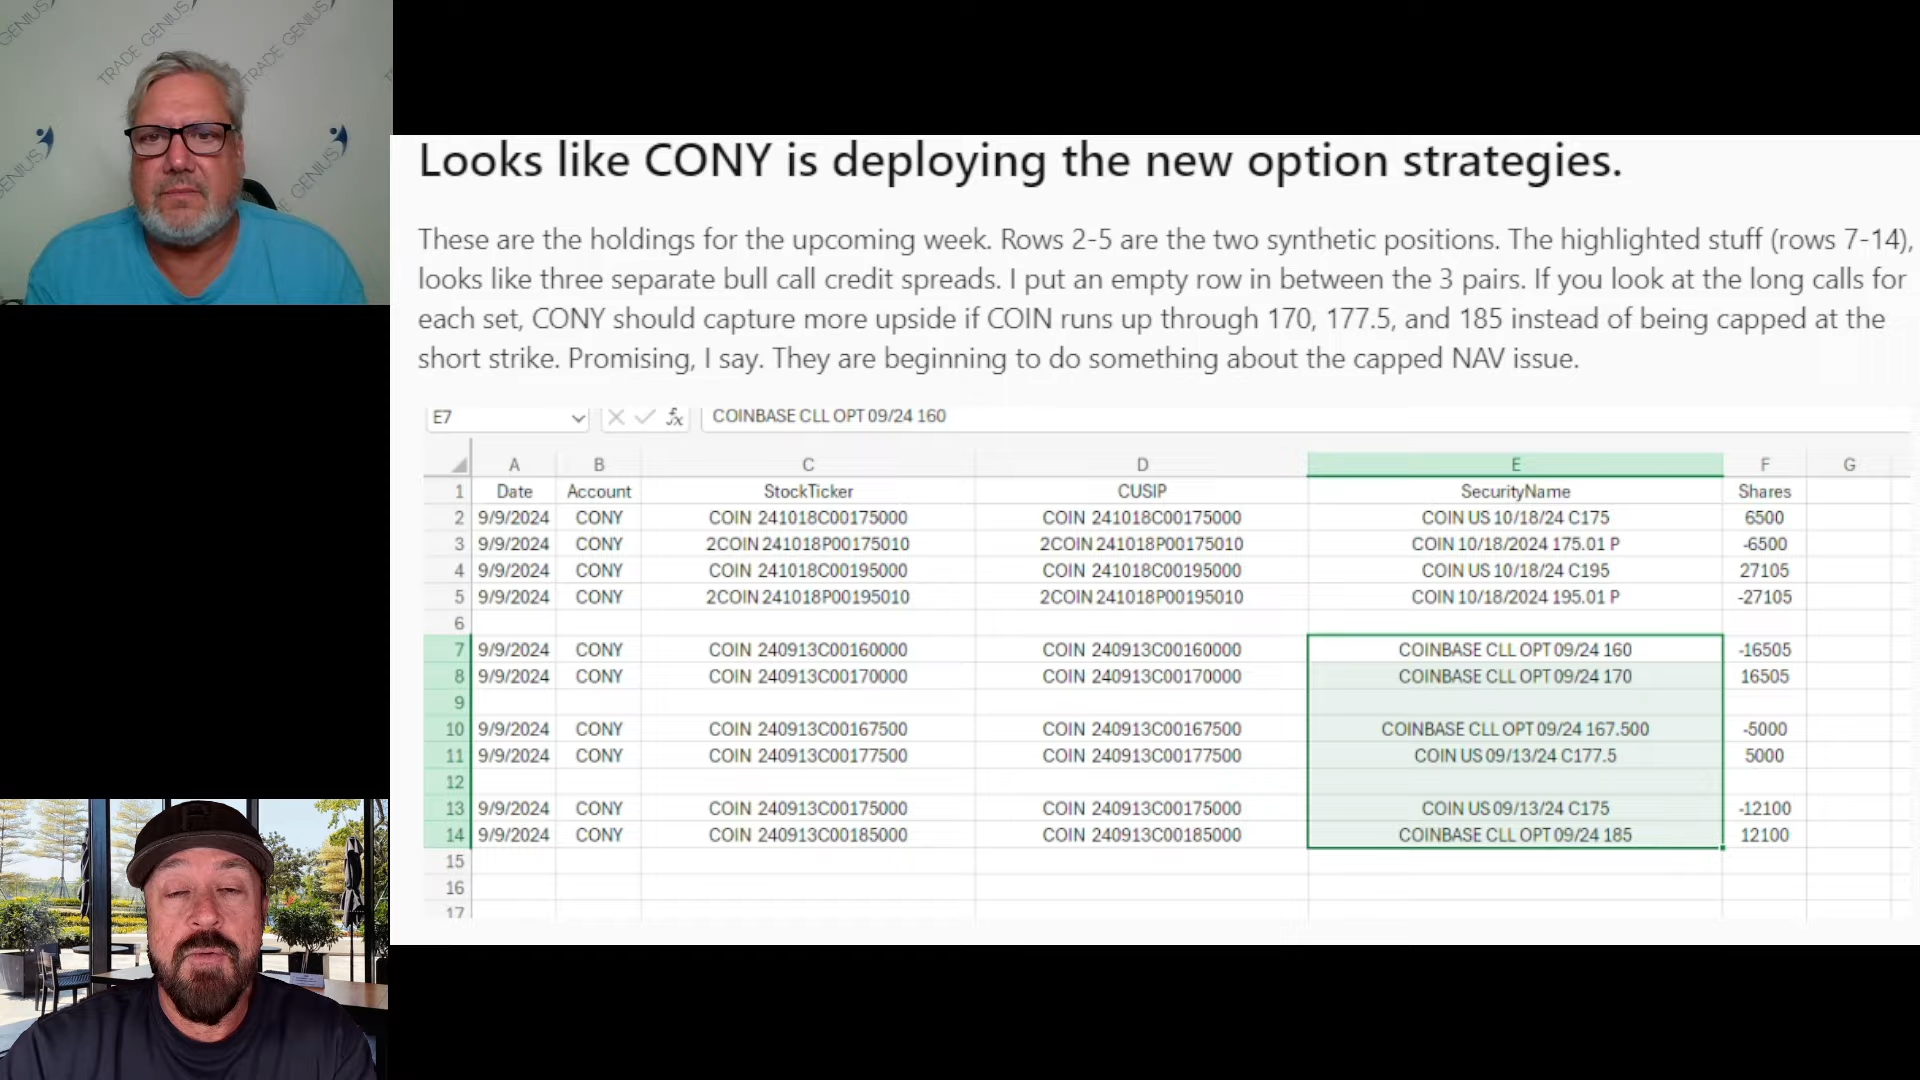 TRADE GENIUS
TRADE GENIUS
GENIUS
GENIUS
GENIUS
GENIUS
Looks like CONY is deploying the new option strategies.
These are the holdings for the upcoming week. Rows 2-5 are the two synthetic positions. The highlighted stuff (rows 7-14),
looks like three separate bull call credit spreads. I put an empty row in between the 3 pairs. If you look at the long calls for
each set, CONY should capture more upside if COIN runs up through 170, 177.5, and 185 instead of being capped at the
short strike. Promising, I say. They are beginning to do something about the capped NAV issue.
E7 fx COINBASE CLL OPT 09/24 160
A B C D E F G
1 Date Account StockTicker CUSIP SecurityName Shares
2 9/9/2024 CONY COIN 241018C00175000 COIN 241018C00175000 COIN US 10/18/24 C175 6500
3 9/9/2024 CONY 2COIN 241018P00175010 2COIN 241018P00175010 COIN 10/18/2024 175.01 P -6500
4 9/9/2024 CONY COIN 241018C00195000 COIN 241018C00195000 COIN US 10/18/24 C195 27105
5 9/9/2024 CONY 2COIN 241018P00195010 2COIN 241018P00195010 COIN 10/18/2024 195.01 P -27105
6
7 9/9/2024 CONY COIN 240913C00160000 COIN 240913C00160000 COINBASE CLL OPT 09/24 160 -16505
8 9/9/2024 CONY COIN 240913C00170000 COIN 240913C00170000 COINBASE CLL OPT 09/24 170 16505
9
10 9/9/2024 CONY COIN 240913C00167500 COIN 240913C00167500 COINBASE CLL OPT 09/24 167.500 -5000
11 9/9/2024 CONY COIN 240913C00177500 COIN 240913C00177500 COIN US 09/13/24 C177.5 5000
12
13 9/9/2024 CONY COIN 240913C00175000 COIN 240913C00175000 COIN US 09/13/24 C175 -12100
14 9/9/2024 CONY COIN 240913C00185000 COIN 240913C00185000 COINBASE CLL OPT 09/24 185 12100
15
16
17